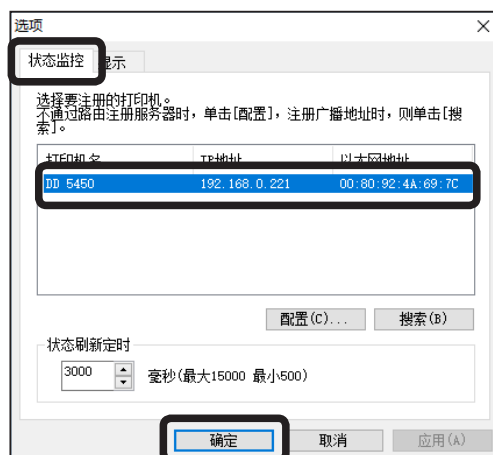 选项
状态监控 显示
选择要注册的打印机。
不通过路由注册服务器时，单击[配置]，注册广播地址时，则单击[搜
索]。
打印机名 IP地址 以太网地址
DD 5450 192.168.0.221 00:80:92:4A:69:7C
配置(C)... 搜索(B)
状态刷新定时
3000 毫秒(最大15000 最小500)
确定 取消 应用(A)